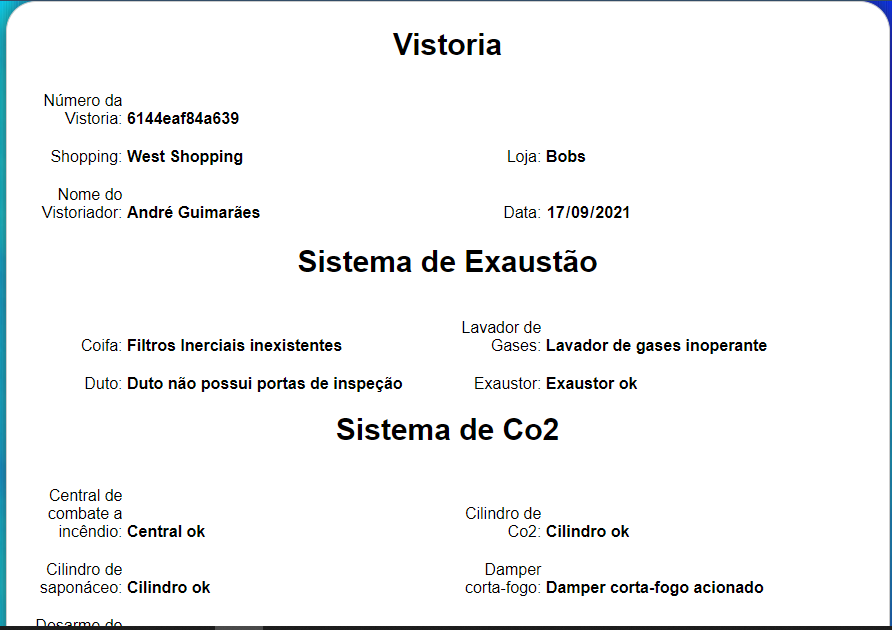 Vistoria
Número da
Vistoria: 6144eaf84a639
Shopping: West Shopping
Loja: Bobs
Nome do
Vistoriador: André Guimarães
Data: 17/09/2021
Sistema de Exaustão
Coifa: Filtros Inerciais inexistentes
Lavador de
Gases: Lavador de gases inoperante
Duto: Duto não possui portas de inspeção
Exaustor: Exaustor ok
Sistema de Co2
Central de
combate a
incêndio: Central ok
Cilindro de
Co2: Cilindro ok
Cilindro de
saponáceo: Cilindro ok
Damper
corta-fogo: Damper corta-fogo acionado
Desarme do